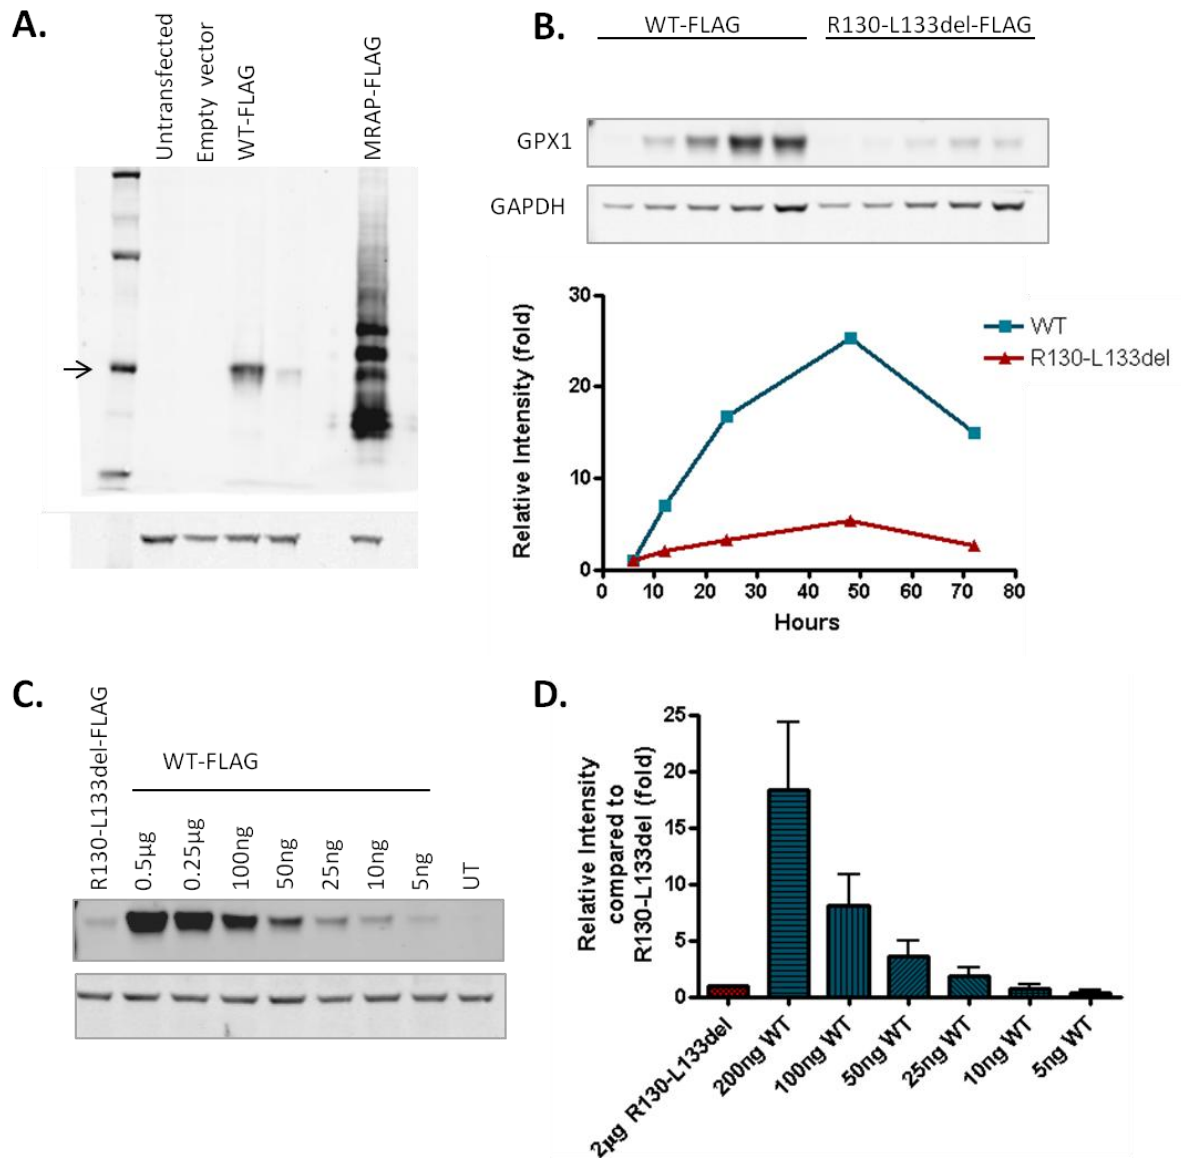 A.
Untransfected
Empty vector
WT-FLAG
MRAP-FLAG
B.
WT-FLAG
R130-L133del-FLAG
GPX1
GAPDH
Relative Intensity (fold)
30
20
10
0
0 10 20 30 40 50 60 70 80
Hours
WT
R130-L133del
C.
R130-L133del-FLAG
WT-FLAG
0.5µg
0.25µg
100ng
50ng
25ng
10ng
5ng
UT
D.
Relative Intensity
compared to
R130-L133del (fold)
25
20
15
10
5
0
2µg R130-L133del
200ng WT
100ng WT
50ng WT
25ng WT
10ng WT
5ng WT